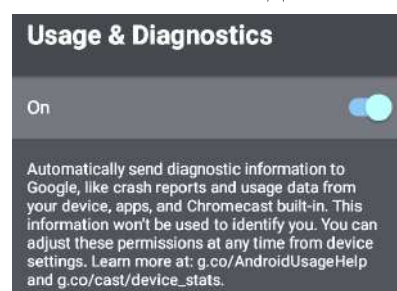 Usage & Diagnostics
On
Automatically send diagnostic information to
Google, like crash reports and usage data from
your device, apps, and Chromecast built-in. This
information won't be used to identify you. You can
adjust these permissions at any time from device
settings. Learn more at: g.co/AndroidUsageHelp
and g.co/cast/device_stats.